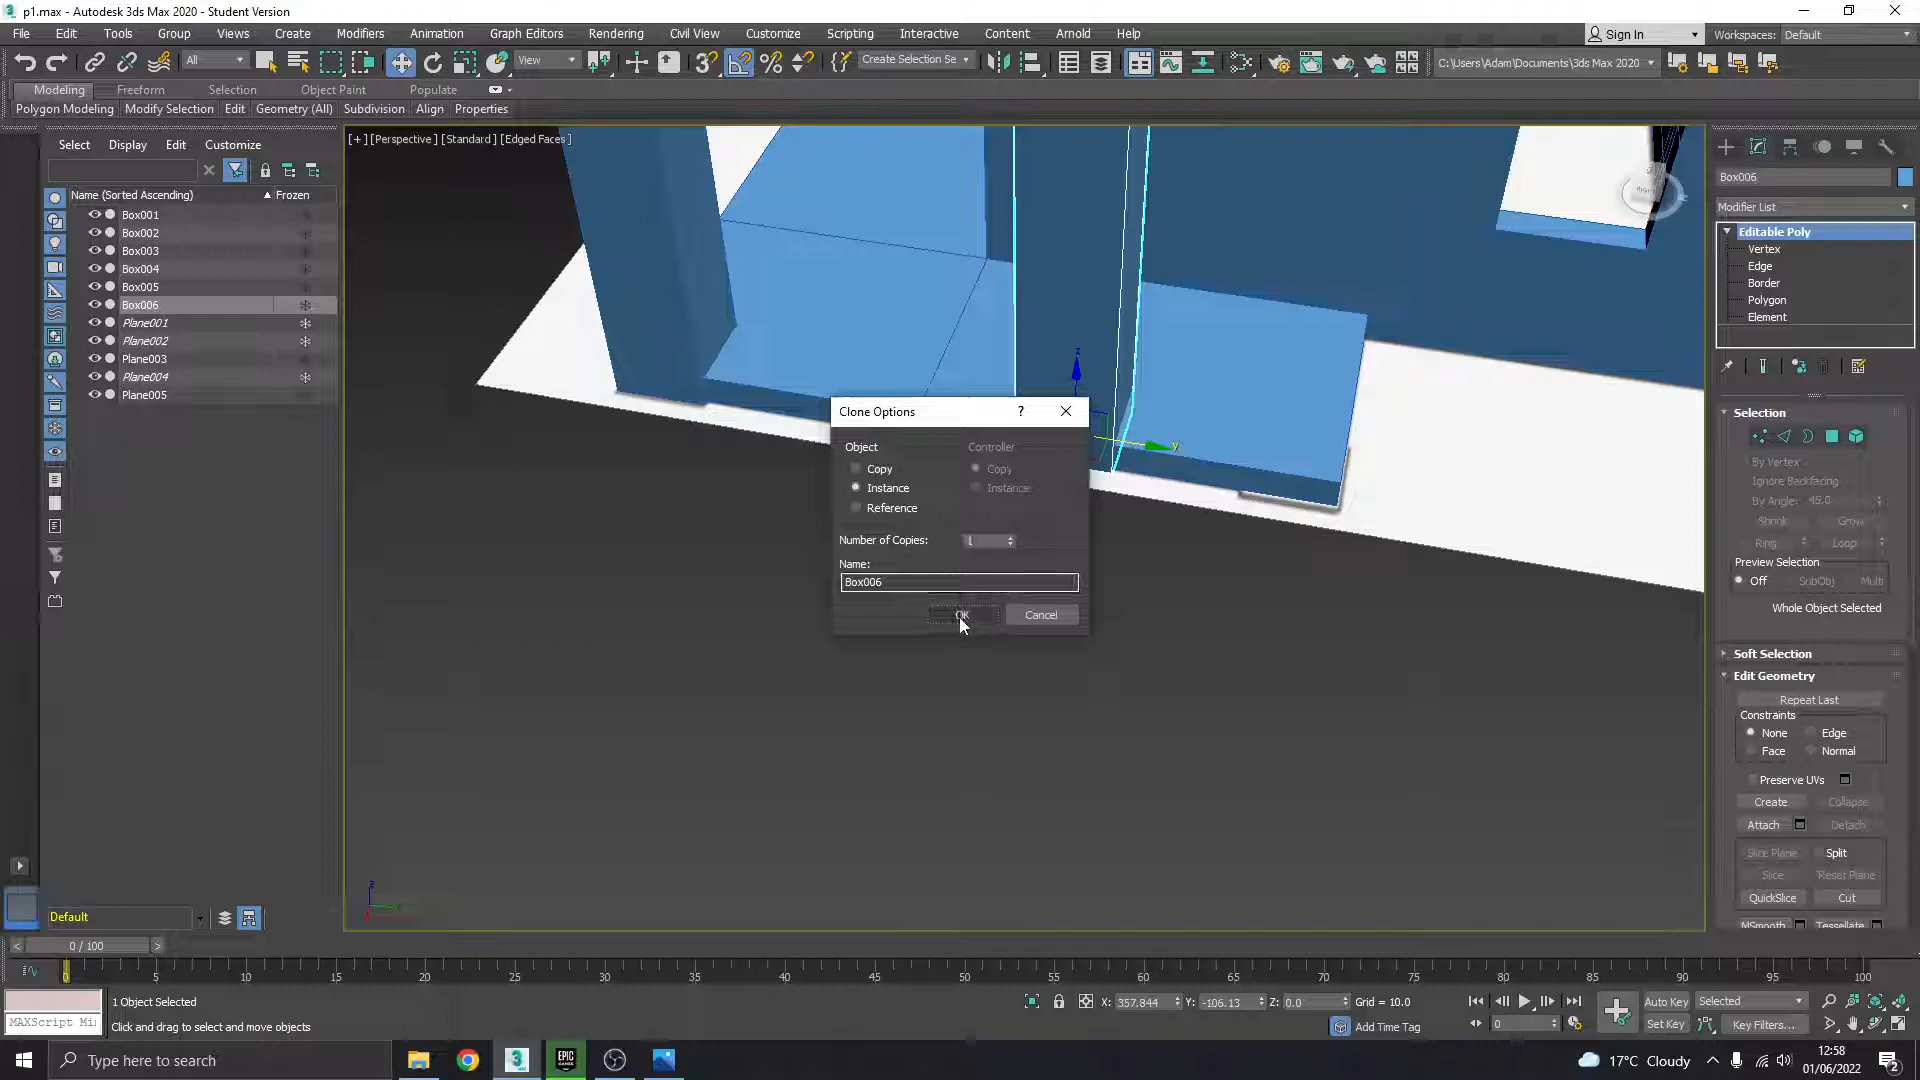 p1.max - Autodesk 3ds Max 2020 - Student Version
File Edit Tools Group Views Create Modifiers Animation Graph Editors Rendering Civil View Customize Scripting Interactive Content Arnold Help Sign In Workspaces: Default
All View Create Selection Se C:\Users\Adam\Documents\3ds Max 2020
Modeling Freeform Selection Object Paint Populate
Polygon Modeling Modify Selection Edit Geometry (All) Subdivision Align Properties
Select Display Edit Customize
Name (Sorted Ascending) Frozen
Box001
Box002
Box003
Box004
Box005
Box006
Plane001
Plane002
Plane003
Plane004
Plane005
Default
[+] [Perspective] [Standard] [Edged Faces]
z
y
Clone Options ?
Object Controller
Copy Copy
Instance Instance
Reference
Number of Copies: 1
Name:
Box006
OK Cancel
z
Box006
Modifier List
Editable Poly
Vertex
Edge
Border
Polygon
Element
Selection
By Vertex
Ignore Backfacing
By Angle: 45.0
Shrink Grow
Ring Loop
Preview Selection
Off SubObj Multi
Whole Object Selected
Soft Selection
Edit Geometry
Repeat Last
Constraints
None Edge
Face Normal
Preserve UVs
Create Collapse
Attach Detach
Slice Plane Split
Slice Reset Plane
QuickSlice Cut
MSmooth Tessellate
< 0 / 100 >
0 5 10 15 20 25 30 35 40 45 50 55 60 65 70 75 80 85 90 95 100
1 Object Selected X: 357.844 Y: -106.13 Z: 0.0 Grid = 10.0 Auto Key Selected
MAXScript Mi Click and drag to select and move objects Add Time Tag 0 Set Key Key Filters...
Type here to search EPIC GAMES 17°C Cloudy 12:58
01/06/2022
2